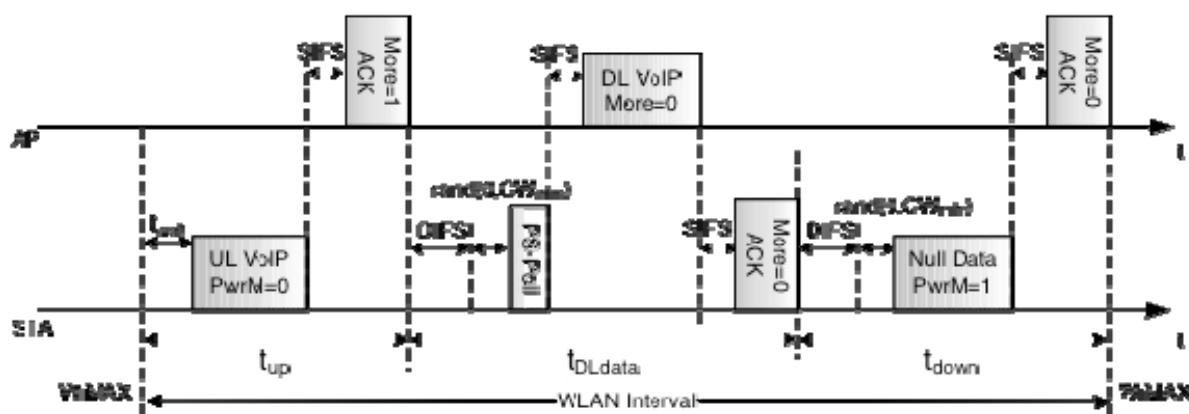 SIFS
More=1
ACK
SIFS
DL VoIP
More=0
SIFS
More=0
ACK
AP
t
DIFS
PS-Poll
SIFS
More=0
ACK
DIFS
UL VoIP
PwrM=0
Null Data
PwrM=1
STA
t
t_up
t_DLdata
t_down
WLAN Interval